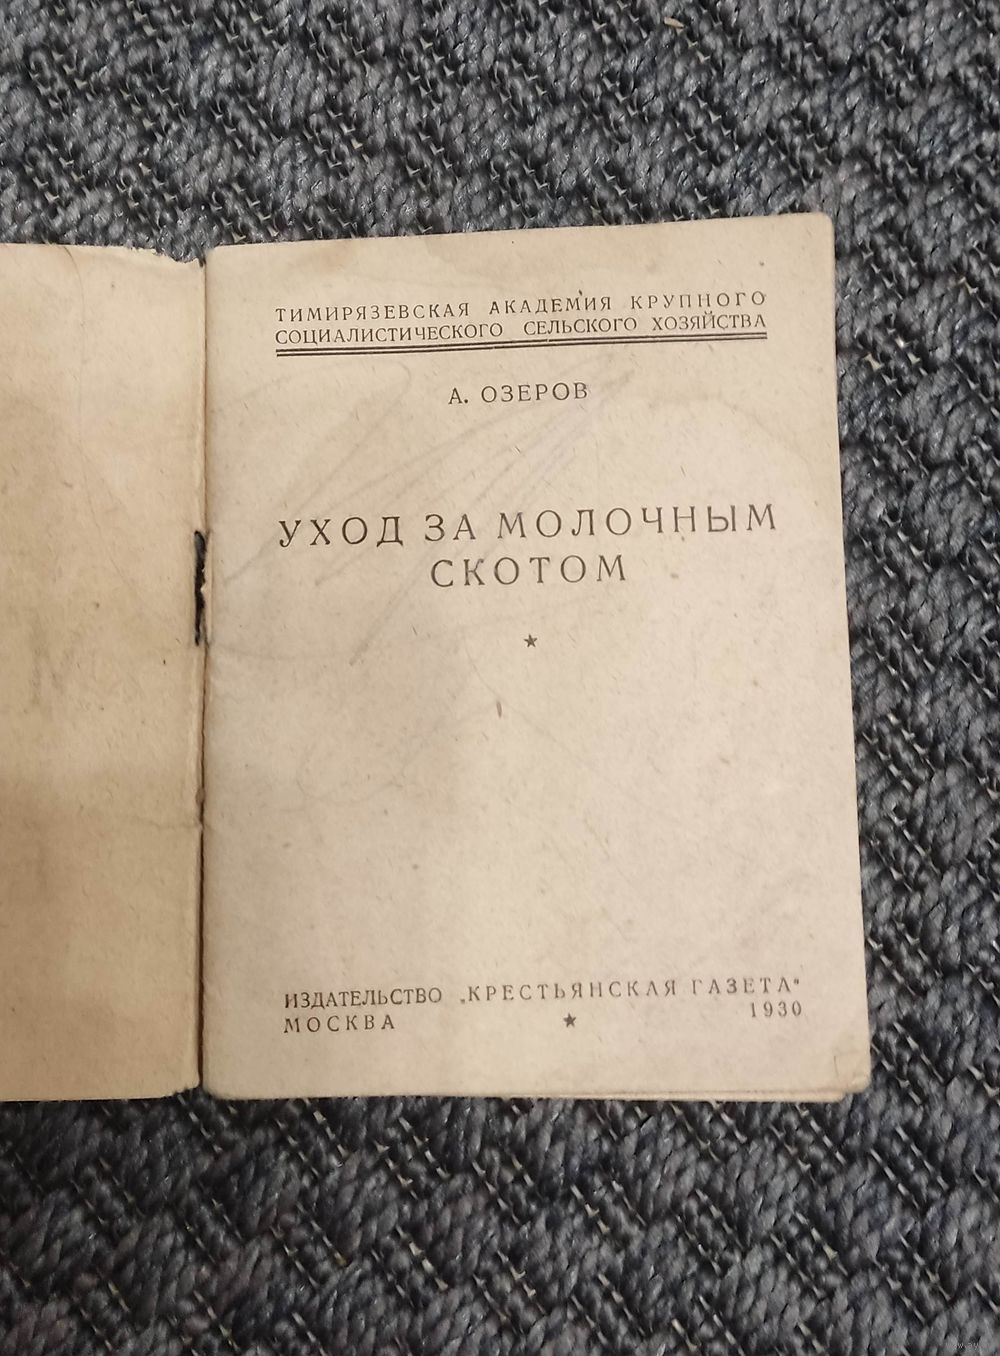 ТИМИРЯЗЕВСКАЯ АКАДЕМИЯ КРУПНОГО
СОЦИАЛИСТИЧЕСКОГО СЕЛЬСКОГО ХОЗЯЙСТВА
А. ОЗЕРОВ
УХОД ЗА МОЛОЧНЫМ
СКОТОМ
ИЗДАТЕЛЬСТВО „КРЕСТЬЯНСКАЯ ГАЗЕТА"
МОСКВА ★ 1930